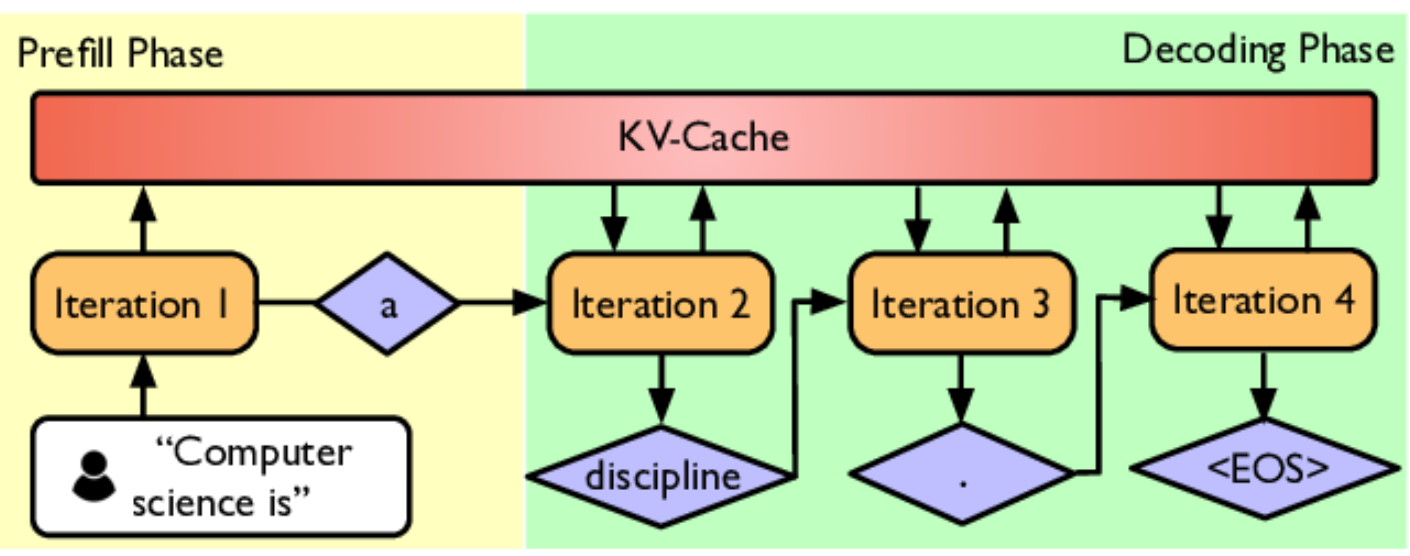 Prefill Phase
Decoding Phase
KV-Cache
Iteration 1
a
Iteration 2
Iteration 3
Iteration 4
“Computer
science is”
discipline
.
<EOS>